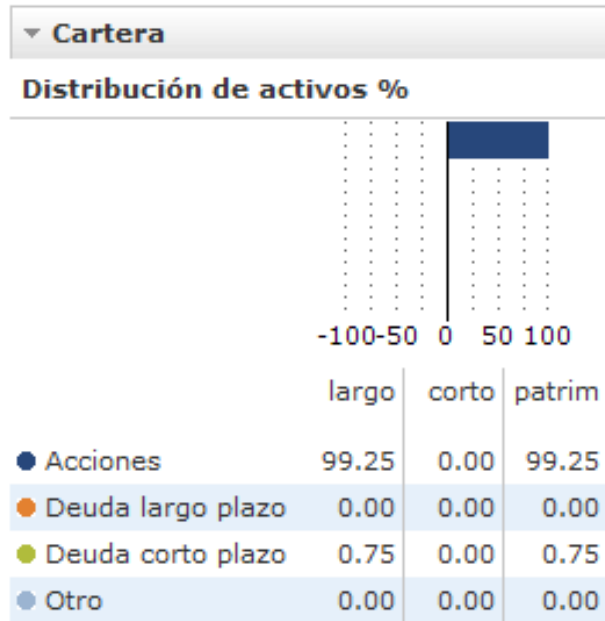 Cartera
Distribución de activos %
-100-50 0 50 100
largo corto patrim
Acciones 99.25 0.00 99.25
Deuda largo plazo 0.00 0.00 0.00
Deuda corto plazo 0.75 0.00 0.75
Otro 0.00 0.00 0.00